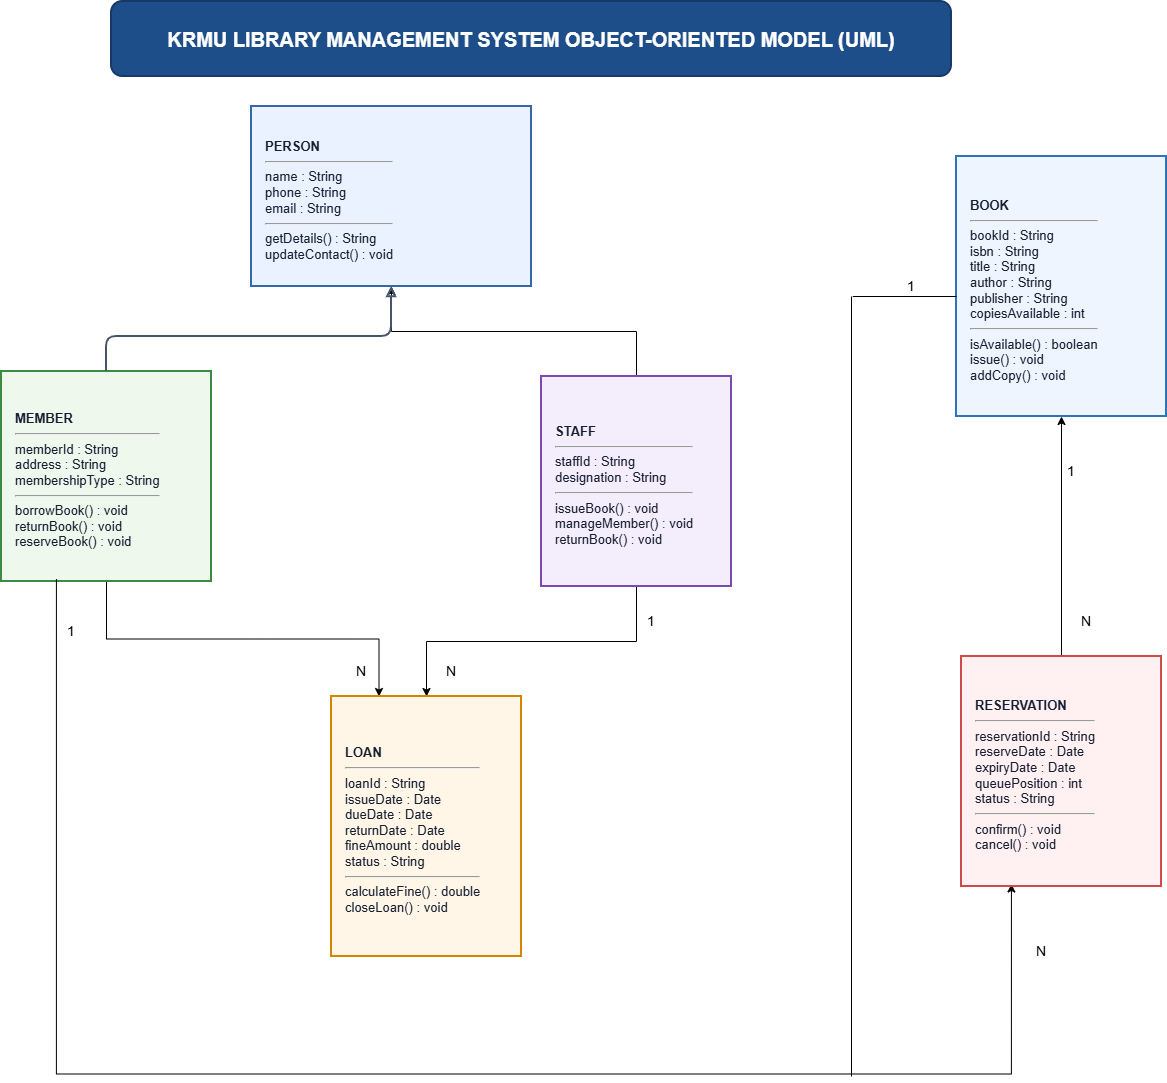 KRMU LIBRARY MANAGEMENT SYSTEM OBJECT-ORIENTED MODEL (UML)
PERSON
name : String
phone : String
email : String
getDetails() : String
updateContact() : void
BOOK
bookId : String
isbn : String
title : String
author : String
publisher : String
copiesAvailable : int
isAvailable() : boolean
issue() : void
addCopy() : void
1
MEMBER
memberId : String
address : String
membershipType : String
borrowBook() : void
returnBook() : void
reserveBook() : void
STAFF
staffId : String
designation : String
issueBook() : void
manageMember() : void
returnBook() : void
1
1
1
N
N
N
LOAN
loanId : String
issueDate : Date
dueDate : Date
returnDate : Date
fineAmount : double
status : String
calculateFine() : double
closeLoan() : void
RESERVATION
reservationId : String
reserveDate : Date
expiryDate : Date
queuePosition : int
status : String
confirm() : void
cancel() : void
N